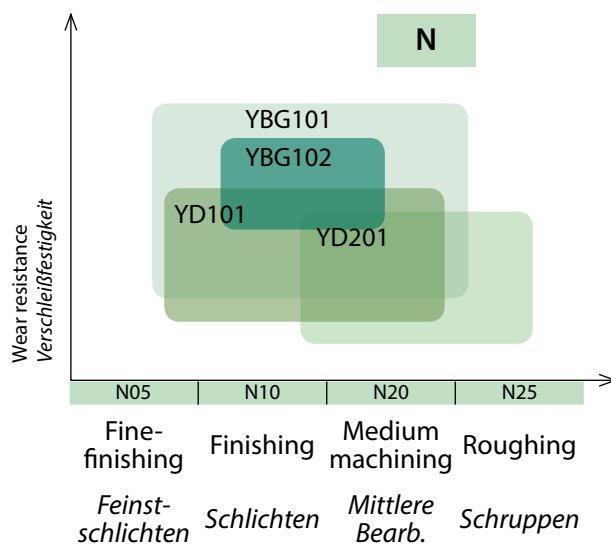 N
YBG101
YBG102
YD101
YD201
Wear resistance
Verschleißfestigkeit
N05 N10 N20 N25
Fine-
finishing
Finishing
Medium
machining
Roughing
Feinst-
schlichten
Schlichten
Mittlere
Bearb.
Schruppen